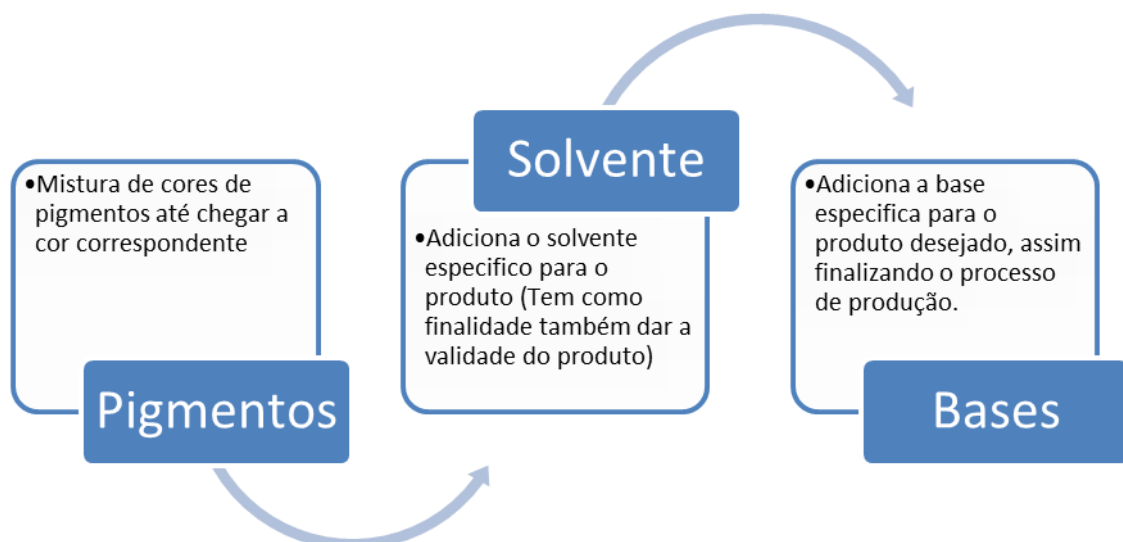 •Mistura de cores de
pigmentos até chegar a
cor correspondente
Pigmentos
Solvente
•Adiciona o solvente
especifico para o
produto (Tem como
finalidade também dar a
validade do produto)
•Adiciona a base
especifica para o
produto desejado, assim
finalizando o processo
de produção.
Bases